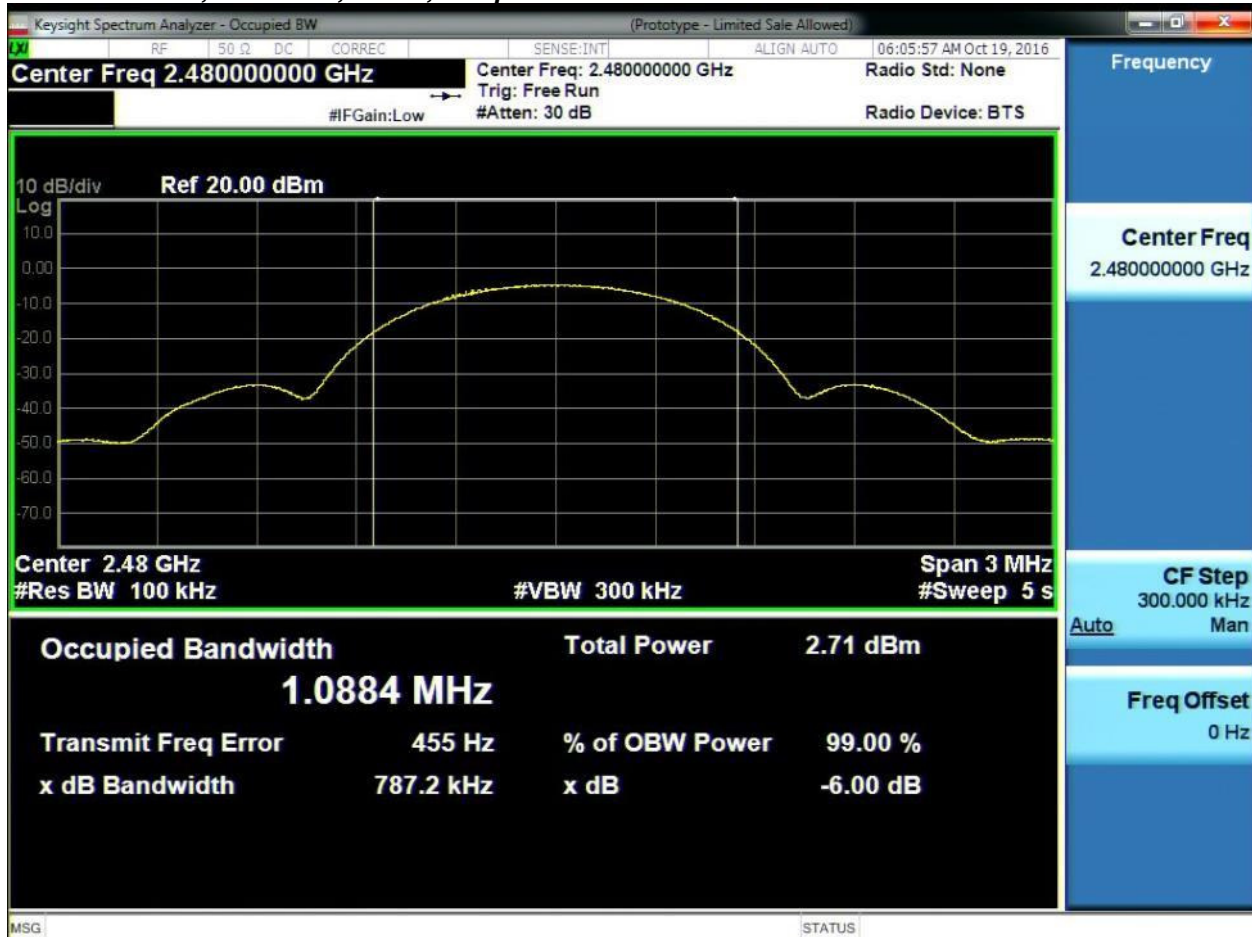 Keysight Spectrum Analyzer - Occupied BW (Prototype - Limited Sale Allowed)
LXI RF 50 Ω DC CORREC SENSE:INT ALIGN AUTO 06:05:57 AM Oct 19, 2016
Center Freq 2.480000000 GHz Center Freq: 2.480000000 GHz Radio Std: None
Trig: Free Run
#IFGain:Low #Atten: 30 dB Radio Device: BTS
10 dB/div Ref 20.00 dBm
Log
10.0
0.00
-10.0
-20.0
-30.0
-40.0
-50.0
-60.0
-70.0
Center 2.48 GHz Span 3 MHz
#Res BW 100 kHz #VBW 300 kHz #Sweep 5 s
Occupied Bandwidth Total Power 2.71 dBm
1.0884 MHz
Transmit Freq Error 455 Hz % of OBW Power 99.00 %
x dB Bandwidth 787.2 kHz x dB -6.00 dB
MSG STATUS
Frequency
Center Freq
2.480000000 GHz
CF Step
300.000 kHz
Auto Man
Freq Offset
0 Hz